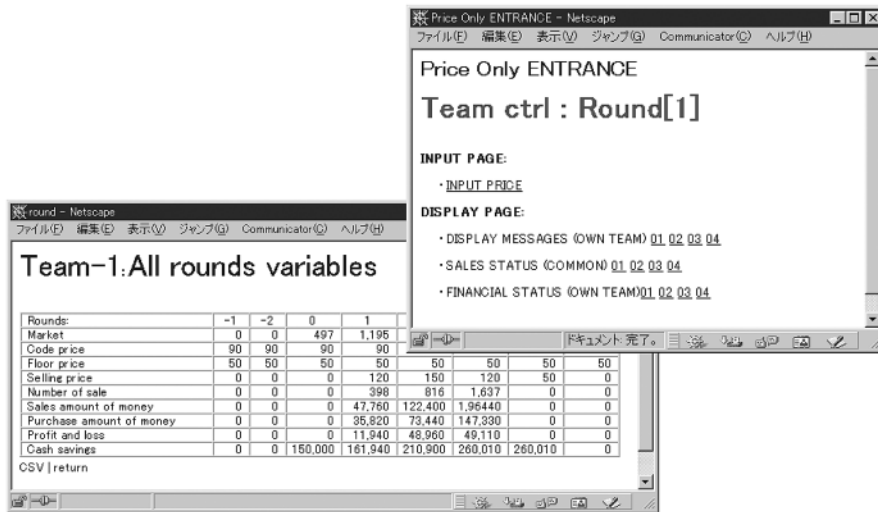 Price Only ENTRANCE - Netscape
ファイル(F) 編集(E) 表示(V) ジャンプ(G) Communicator(C) ヘルプ(H)
Price Only ENTRANCE
Team ctrl : Round[1]
INPUT PAGE:
・INPUT PRICE
DISPLAY PAGE:
・DISPLAY MESSAGES (OWN TEAM) 01 02 03 04
・SALES STATUS (COMMON) 01 02 03 04
・FINANCIAL STATUS (OWN TEAM)01 02 03 04
ドキュメント:完了。
round - Netscape
ファイル(F) 編集(E) 表示(V) ジャンプ(G) Communicator(C) ヘルプ(H)
Team-1:All rounds variables
Rounds: -1 -2 0 1
Market 0 0 497 1,195
Code price 90 90 90 90
Floor price 50 50 50 50 50 50 50 50
Selling price 0 0 0 120 150 120 50 0
Number of sale 0 0 0 398 816 1,637 0 0
Sales amount of money 0 0 0 47,760 122,400 1,96440 0 0
Purchase amount of money 0 0 0 35,820 73,440 147,330 0 0
Profit and loss 0 0 0 11,940 48,960 49,110 0 0
Cash savings 0 0 150,000 161,940 210,900 260,010 260,010 0
CSV | return